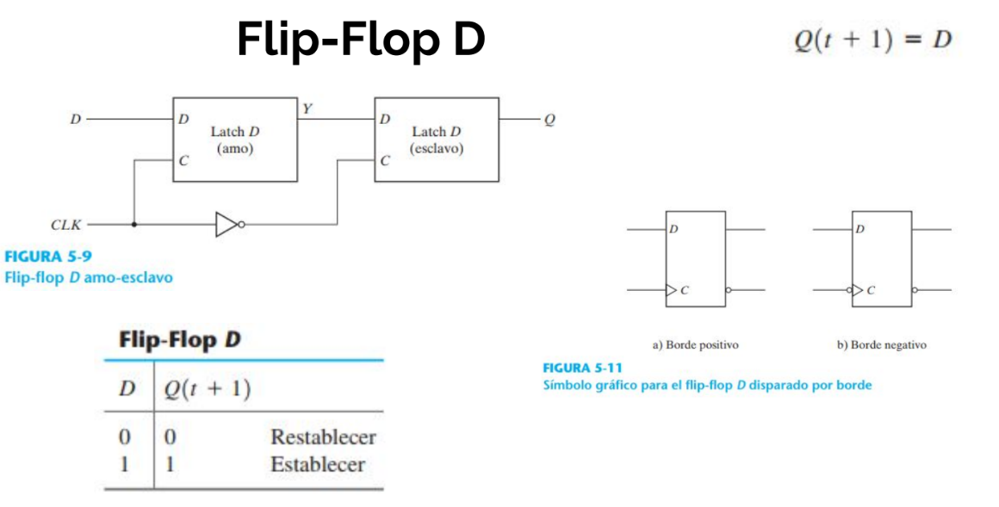 Flip-Flop D
Q(t + 1) = D
D
D
Latch D
(amo)
C
Y
D
Latch D
(esclavo)
C
Q
CLK
FIGURA 5-9
Flip-flop D amo-esclavo
D
C
D
C
a) Borde positivo
b) Borde negativo
FIGURA 5-11
Símbolo gráfico para el flip-flop D disparado por borde
Flip-Flop D
D Q(t + 1)
0 0 Restablecer
1 1 Establecer